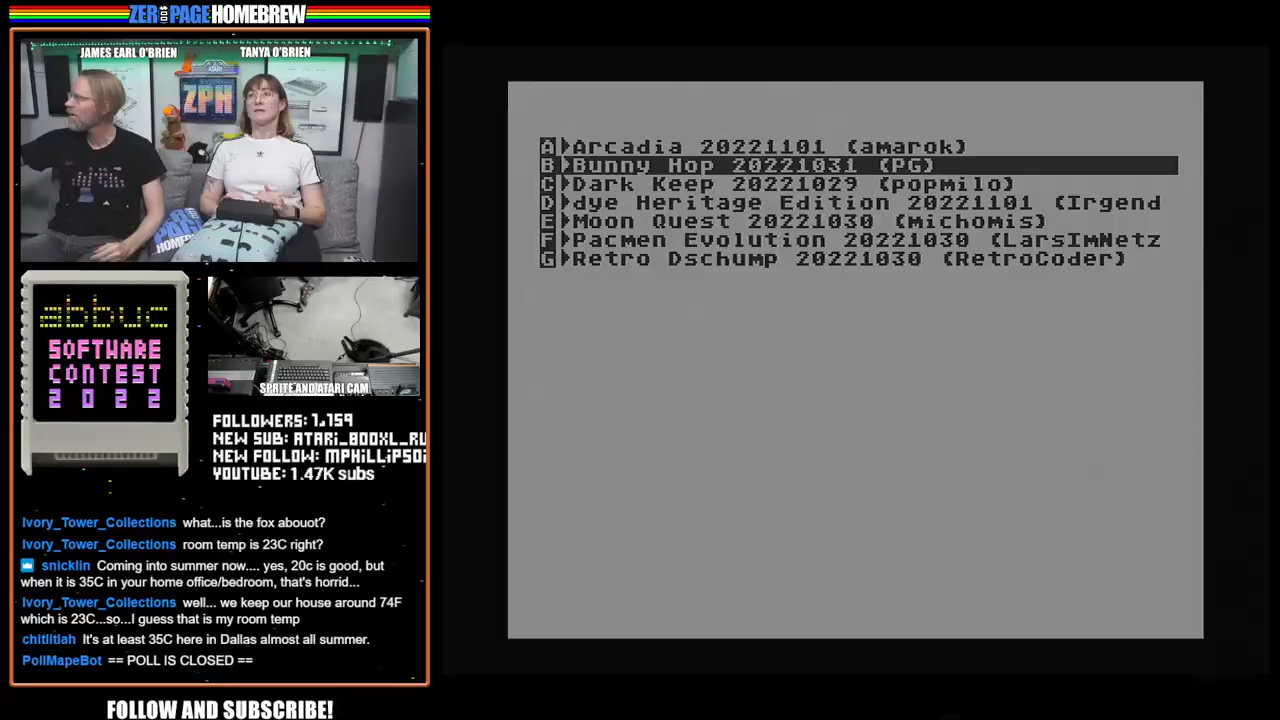 ZER PAGE HOMEBREW
JAMES EARL O'BRIEN
TANYA O'BRIEN
ATARI
ZPH
abbuc
SOFTWARE
CONTEST
2022
SPRITE AND ATARI CAM
FOLLOWERS: 1,159
NEW SUB: ATARI_800XL_RU
NEW FOLLOW: MPHILLIPSOI
YOUTUBE: 1.47K subs
Ivory_Tower_Collections what...is the fox abouot?
Ivory_Tower_Collections room temp is 23C right?
snicklin Coming into summer now.... yes, 20c is good, but
when it is 35C in your home office/bedroom, that's horrid...
Ivory_Tower_Collections well... we keep our house around 74F
which is 23C...so...I guess that is my room temp
chitlitlah It's at least 35C here in Dallas almost all summer.
PollMapeBot == POLL IS CLOSED ==
FOLLOW AND SUBSCRIBE!
A Arcadia 20221101 (amarok)
B Bunny Hop 20221031 (PG)
C Dark Keep 20221029 (popmilo)
D dye Heritage Edition 20221101 (Irgend
E Moon Quest 20221030 (michomis)
F Pacmen Evolution 20221030 (LarsImNetz
G Retro Dschump 20221030 (RetroCoder)